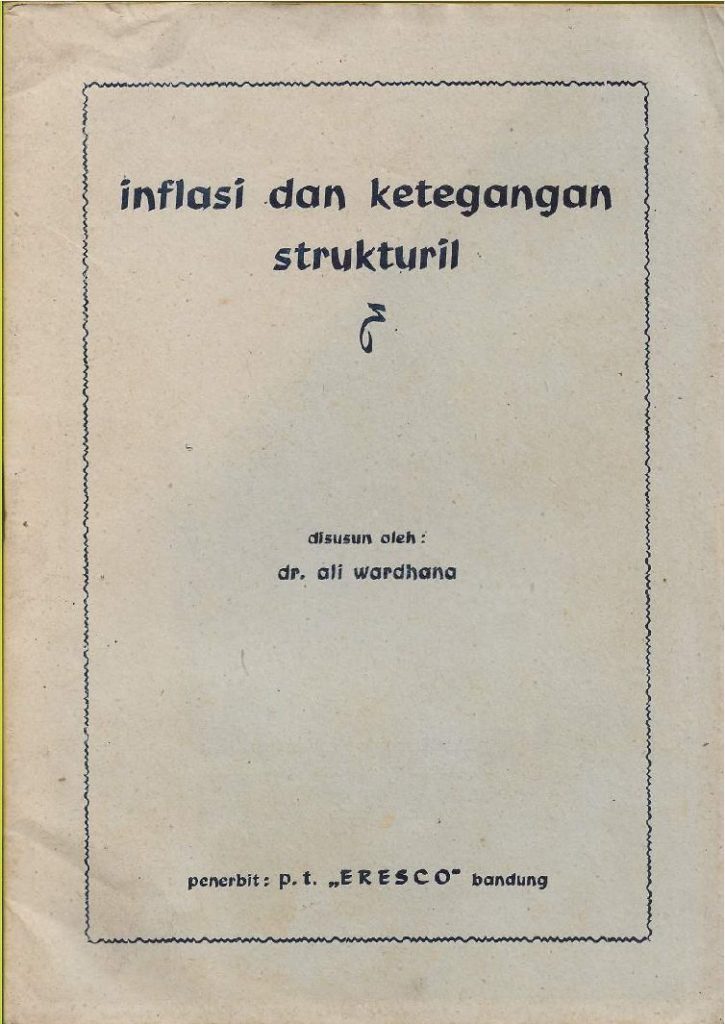 inflasi dan ketegangan
strukturil
disusun oleh :
dr. ali wardhana
penerbit : p. t. „ERESCO" bandung